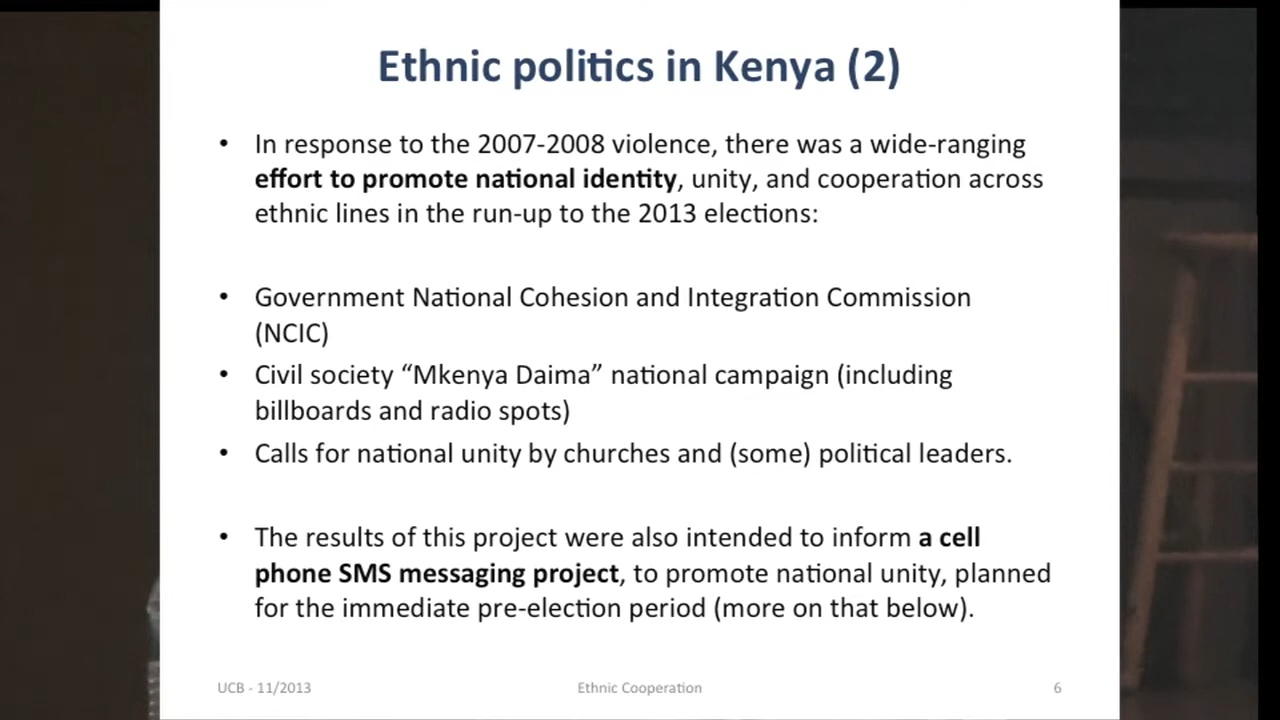 Ethnic politics in Kenya (2)
• In response to the 2007-2008 violence, there was a wide-ranging
effort to promote national identity, unity, and cooperation across
ethnic lines in the run-up to the 2013 elections:
• Government National Cohesion and Integration Commission
(NCIC)
• Civil society “Mkenya Daima” national campaign (including
billboards and radio spots)
• Calls for national unity by churches and (some) political leaders.
• The results of this project were also intended to inform a cell
phone SMS messaging project, to promote national unity, planned
for the immediate pre-election period (more on that below).
UCB - 11/2013
Ethnic Cooperation
6